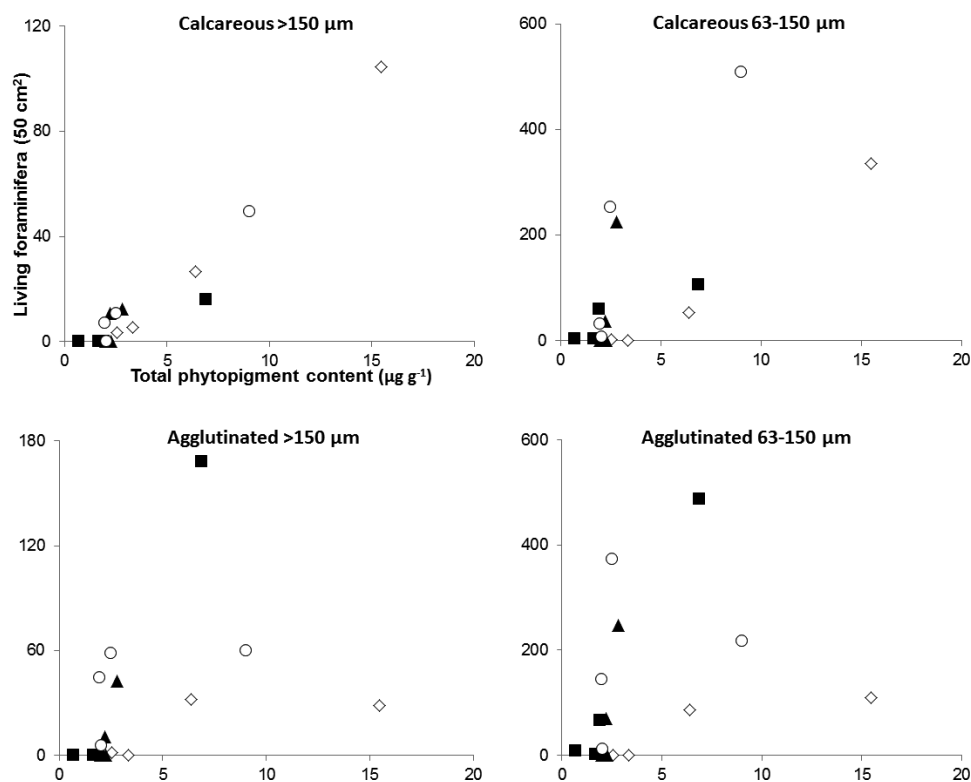 Calcareous >150 µm
120
80
40
0
Living foraminifera (50 cm²)
0 5 10 15 20
Total phytopigment content (µg g⁻¹)
Calcareous 63-150 µm
600
400
200
0
0 5 10 15 20
Agglutinated >150 µm
180
120
60
0
0 5 10 15 20
Agglutinated 63-150 µm
600
400
200
0
0 5 10 15 20